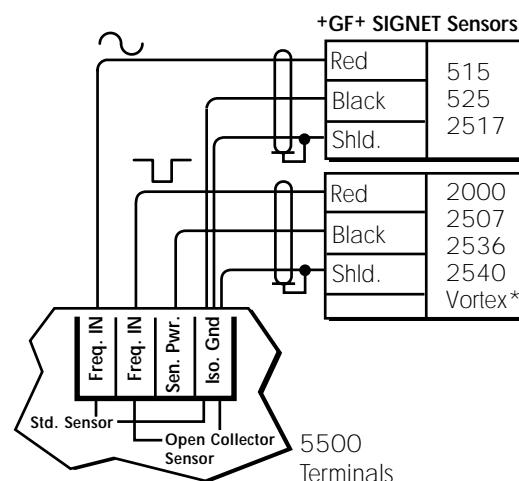 +GF+ SIGNET Sensors
Red
Black
Shld.
515
525
2517
Red
Black
Shld.
2000
2507
2536
2540
Vortex*
Freq. IN
Freq. IN
Sen. Pwr.
Iso. Gnd
Std. Sensor
Open Collector
Sensor
5500
Terminals